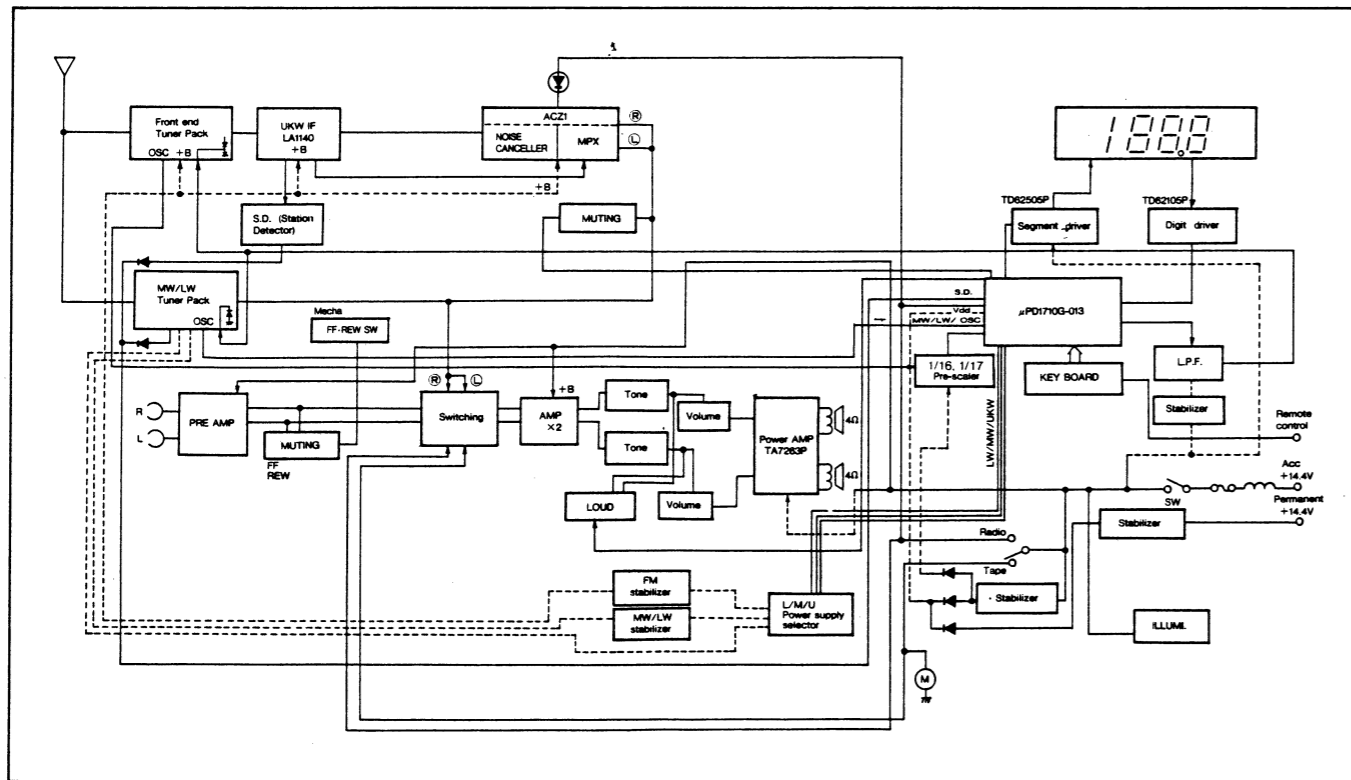 Front end
Tuner Pack
OSC +B
UKW IF
LA1140
+B
ACZ1
NOISE
CANCELLER
MPX
R
L
+B
188.8
TD62505P
TD62105P
Segment driver
Digit driver
S.D. (Station
Detector)
MUTING
MW/LW
Tuner Pack
OSC
Mecha
FF-REW SW
S.D.
Vdd
MW/LW/ OSC
μPD1710G-013
1/16, 1/17
Pre-scaler
KEY BOARD
L.P.F.
Stabilizer
Remote
control
R
L
PRE AMP
MUTING
FF
REW
R
L
Switching
+B
AMP
×2
Tone
Tone
Volume
Volume
LOUD
Power AMP
TA7263P
4Ω
4Ω
LW/MW/UKW
SW
Acc
+14.4V
Permanent
+14.4V
Stabilizer
Radio
Tape
Stabilizer
FM
stabilizer
MW/LW
stabilizer
L/M/U
Power supply
selector
ILLUMI.
M